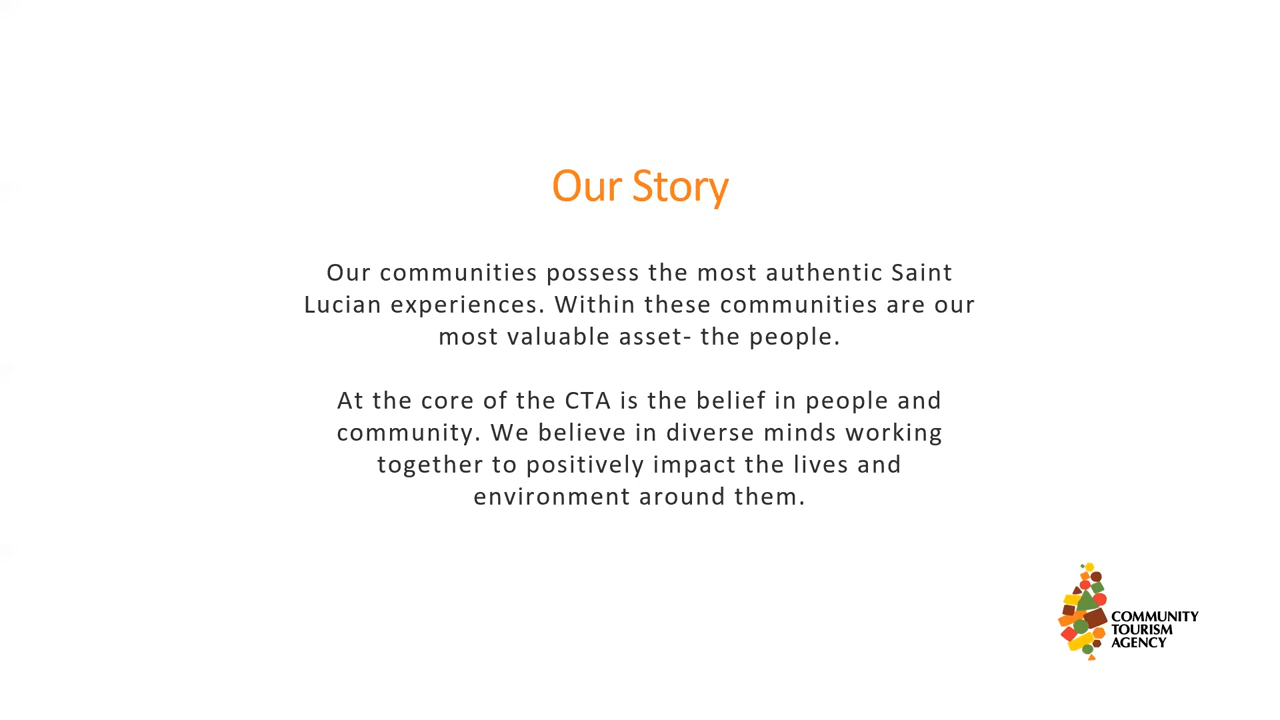 Our Story
Our communities possess the most authentic Saint
Lucian experiences. Within these communities are our
most valuable asset- the people.
At the core of the CTA is the belief in people and
community. We believe in diverse minds working
together to positively impact the lives and
environment around them.
COMMUNITY
TOURISM
AGENCY